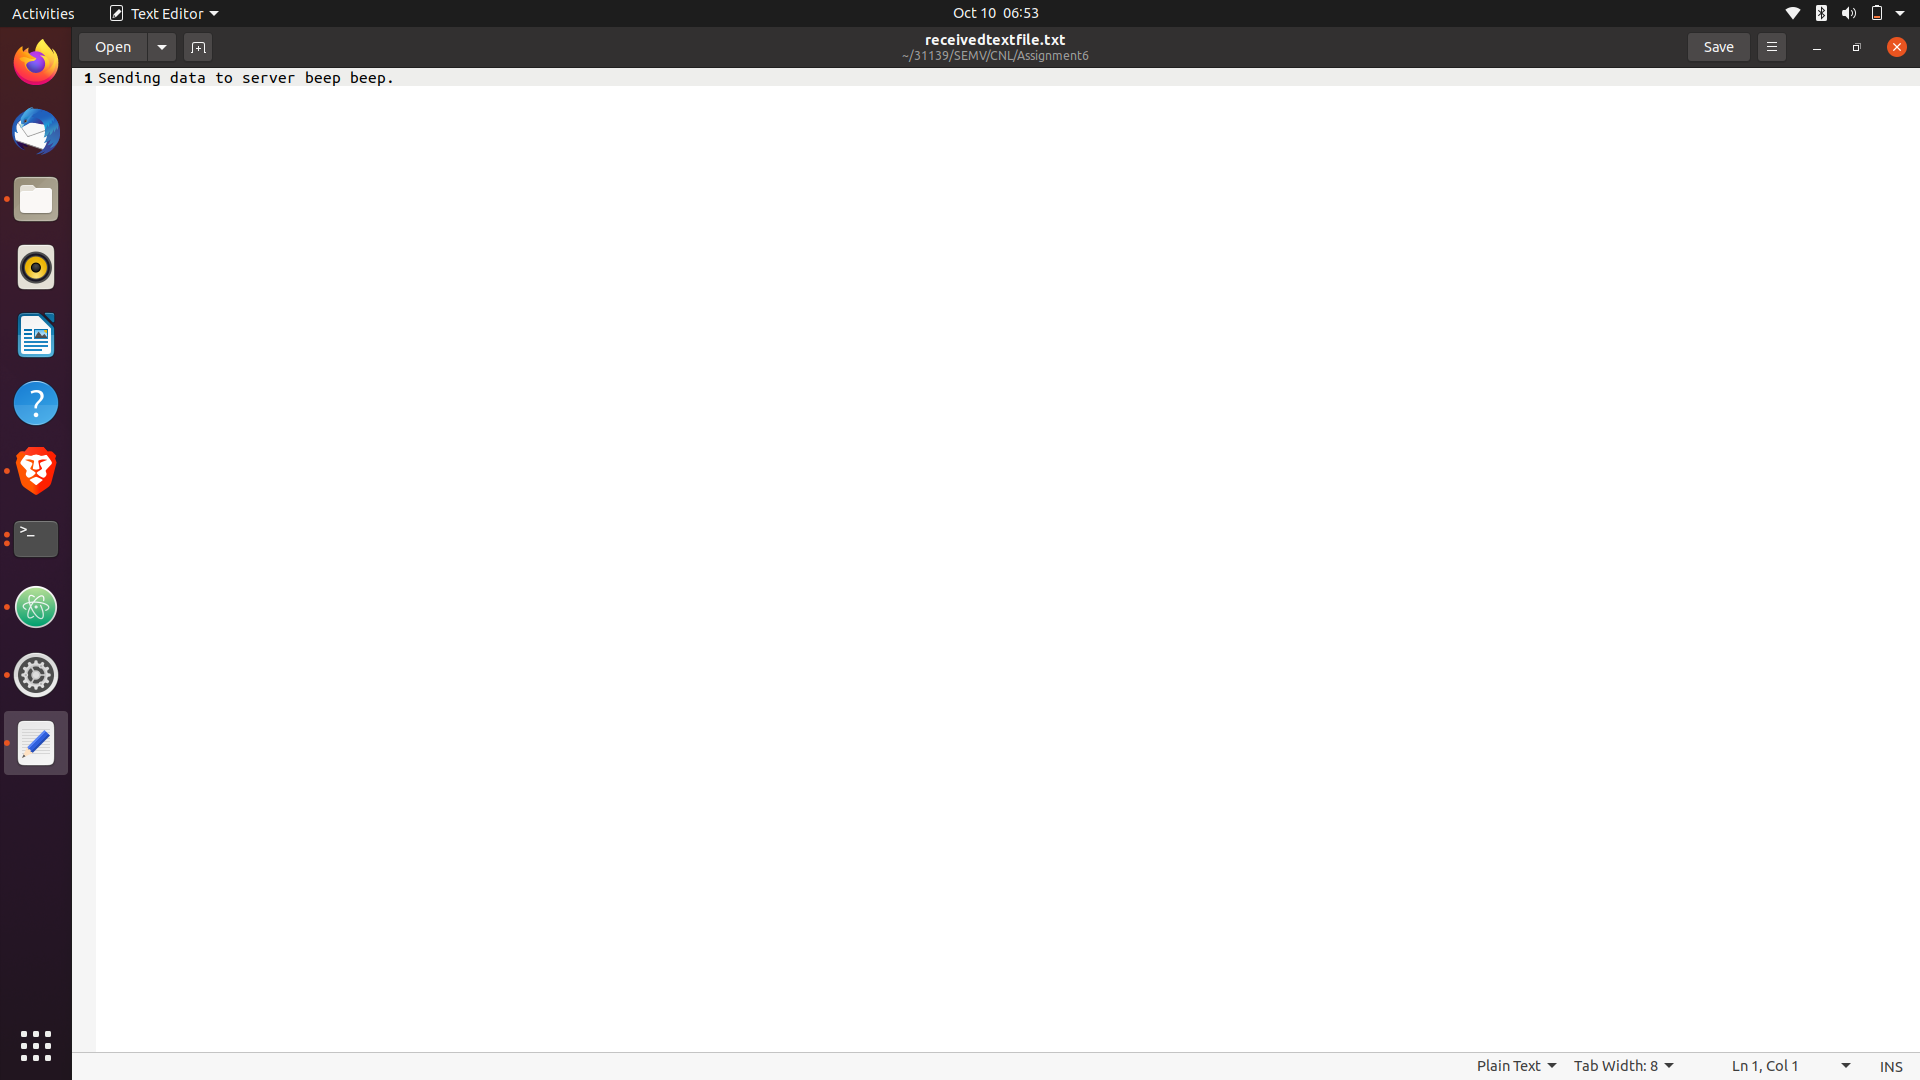 Activities
Text Editor
Oct 10 06:53
Open
receivedtextfile.txt
~/31139/SEMV/CNL/Assignment6
Save
1 Sending data to server beep beep.
?
>_
Plain Text
Tab Width: 8
Ln 1, Col 1
INS